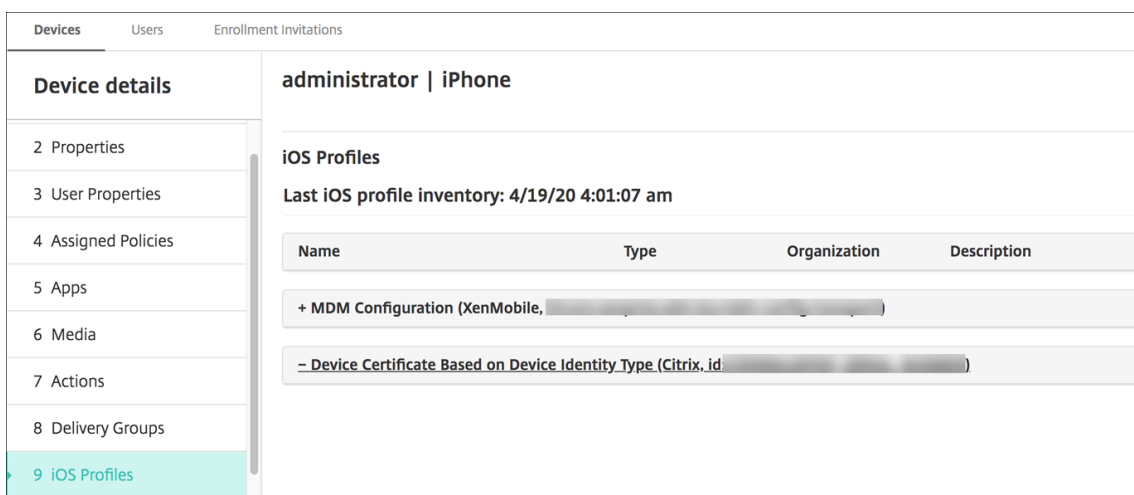 Devices Users Enrollment Invitations
Device details
administrator | iPhone
2 Properties
iOS Profiles
3 User Properties
Last iOS profile inventory: 4/19/20 4:01:07 am
4 Assigned Policies
Name Type Organization Description
5 Apps
+ MDM Configuration (XenMobile, )
6 Media
– Device Certificate Based on Device Identity Type (Citrix, id: )
7 Actions
8 Delivery Groups
9 iOS Profiles